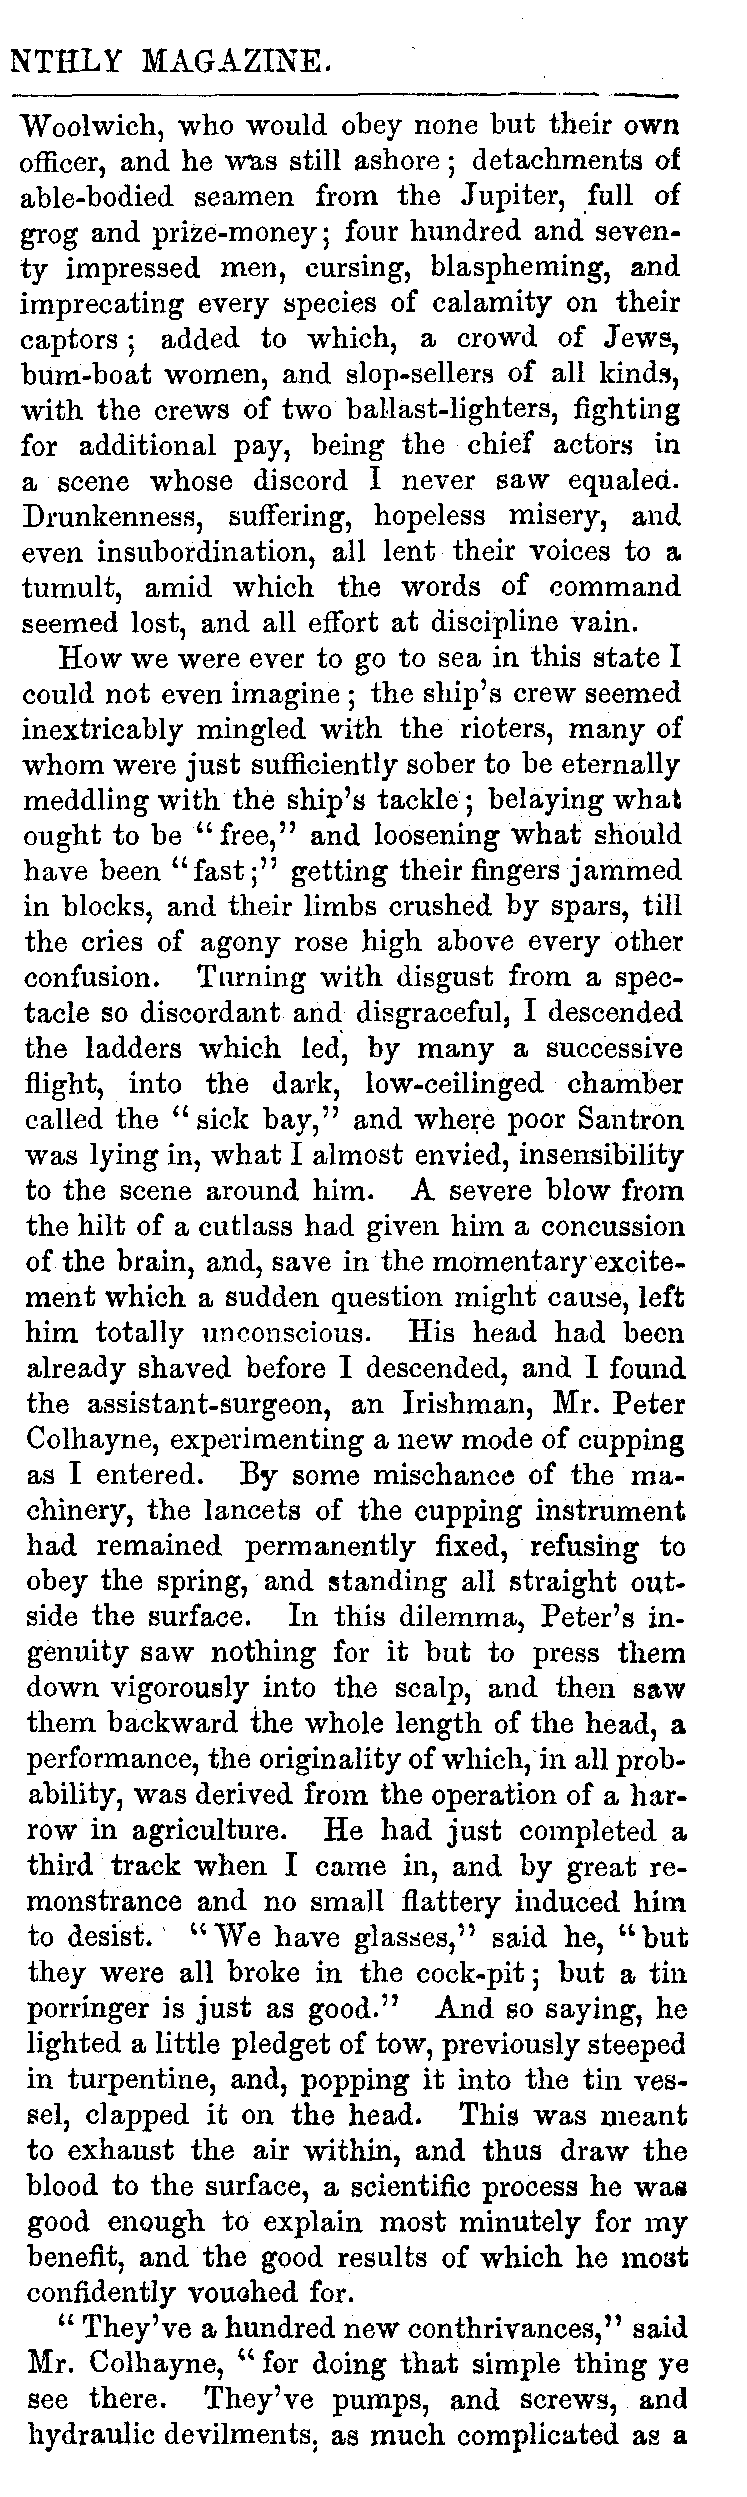 NTHLY MAGAZINE.
Woolwich, who would obey none but their own
officer, and he was still ashore; detachments of
able-bodied seamen from the Jupiter, full of
grog and prize-money; four hundred and seven-
ty impressed men, cursing, blaspheming, and
imprecating every species of calamity on their
captors; added to which, a crowd of Jews,
bum-boat women, and slop-sellers of all kinds,
with the crews of two ballast-lighters, fighting
for additional pay, being the chief actors in
a scene whose discord I never saw equaled.
Drunkenness, suffering, hopeless misery, and
even insubordination, all lent their voices to a
tumult, amid which the words of command
seemed lost, and all effort at discipline vain.
How we were ever to go to sea in this state I
could not even imagine; the ship's crew seemed
inextricably mingled with the rioters, many of
whom were just sufficiently sober to be eternally
meddling with the ship's tackle; belaying what
ought to be "free," and loosening what should
have been "fast;" getting their fingers jammed
in blocks, and their limbs crushed by spars, till
the cries of agony rose high above every other
confusion. Turning with disgust from a spec-
tacle so discordant and disgraceful, I descended
the ladders which led, by many a successive
flight, into the dark, low-ceilinged chamber
called the "sick bay," and where poor Santron
was lying in, what I almost envied, insensibility
to the scene around him. A severe blow from
the hilt of a cutlass had given him a concussion
of the brain, and, save in the momentary excite-
ment which a sudden question might cause, left
him totally unconscious. His head had been
already shaved before I descended, and I found
the assistant-surgeon, an Irishman, Mr. Peter
Colhayne, experimenting a new mode of cupping
as I entered. By some mischance of the ma-
chinery, the lancets of the cupping instrument
had remained permanently fixed, refusing to
obey the spring, and standing all straight out-
side the surface. In this dilemma, Peter's in-
genuity saw nothing for it but to press them
down vigorously into the scalp, and then saw
them backward the whole length of the head, a
performance, the originality of which, in all prob-
ability, was derived from the operation of a har-
row in agriculture. He had just completed a
third track when I came in, and by great re-
monstrance and no small flattery induced him
to desist. "We have glasses," said he, "but
they were all broke in the cock-pit; but a tin
porringer is just as good." And so saying, he
lighted a little pledget of tow, previously steeped
in turpentine, and, popping it into the tin ves-
sel, clapped it on the head. This was meant
to exhaust the air within, and thus draw the
blood to the surface, a scientific process he was
good enough to explain most minutely for my
benefit, and the good results of which he most
confidently vouched for.
"They've a hundred new conthrivances," said
Mr. Colhayne, "for doing that simple thing ye
see there. They've pumps, and screws, and
hydraulic devilments, as much complicated as a